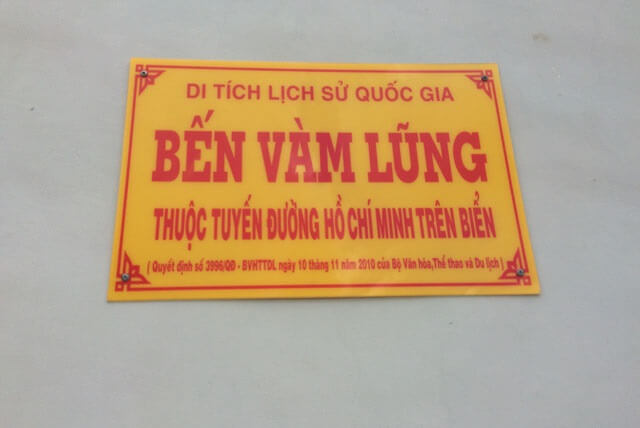 DI TÍCH LỊCH SỬ QUỐC GIA
BẾN VÀM LŨNG
THUỘC TUYẾN ĐƯỜNG HỒ CHÍ MINH TRÊN BIỂN
( Quyết định số 3996/QĐ - BVHTTDL ngày 10 tháng 11 năm 2010 của Bộ Văn hóa,Thể thao và Du lịch )